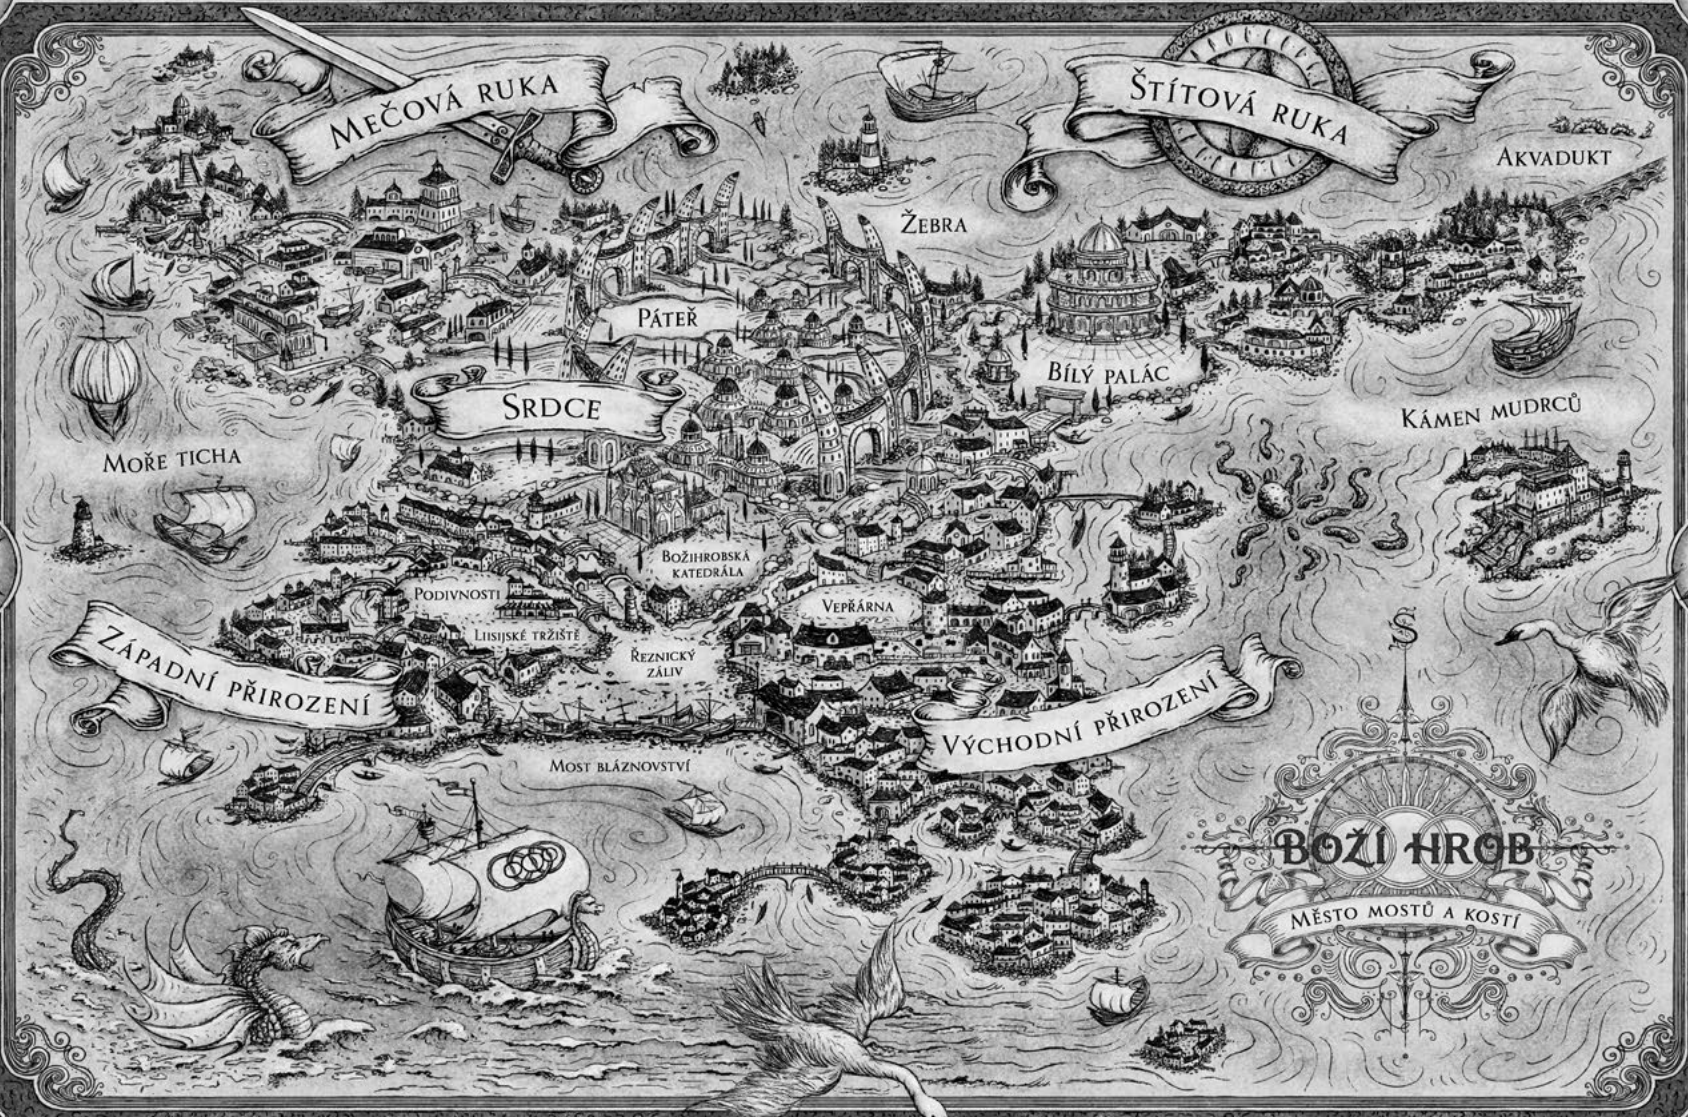 Mečová ruka
Štítová ruka
Akvadukt
Žebra
Páteř
Bílý palác
Srdce
Kámen mudrců
Moře ticha
Božihrobská
katedrála
Podivnosti
Vepřárna
Liisijské tržiště
Řeznický
záliv
Západní přirození
Východní přirození
Most bláznovství
S
Boží hrob
Město mostů a kostí